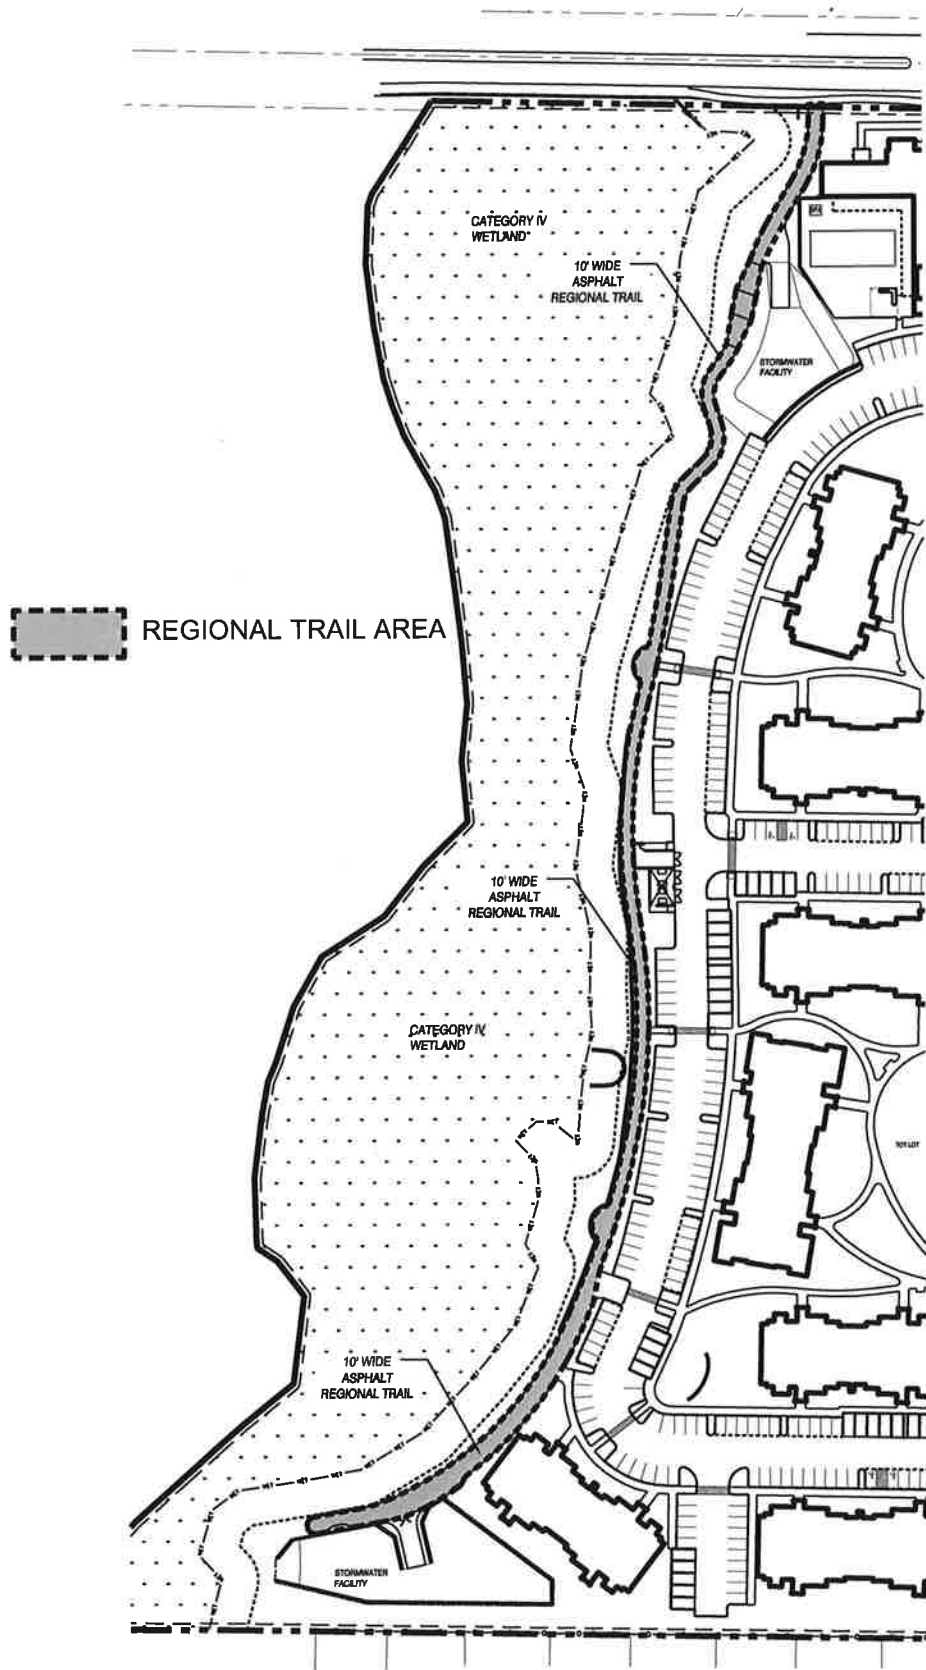 CATEGORY IV
WETLAND
10' WIDE
ASPHALT
REGIONAL TRAIL
STORMWATER
FACILITY
REGIONAL TRAIL AREA
10' WIDE
ASPHALT
REGIONAL TRAIL
CATEGORY IV
WETLAND
TOT LOT
10' WIDE
ASPHALT
REGIONAL TRAIL
STORMWATER
FACILITY